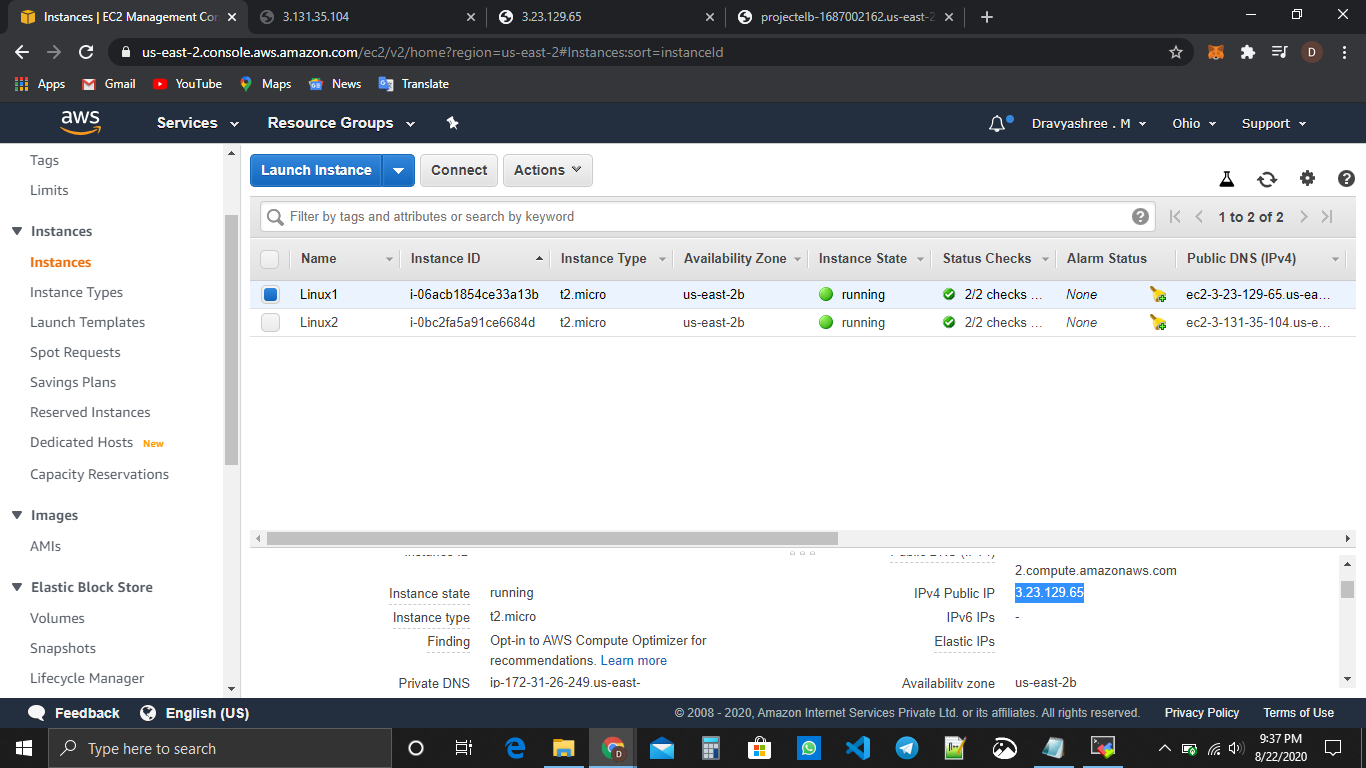 Instances | EC2 Management Con
3.131.35.104
3.23.129.65
projectelb-1687002162.us-east-2
us-east-2.console.aws.amazon.com/ec2/v2/home?region=us-east-2#Instances:sort=instanceId
D
Apps Gmail YouTube Maps News Translate
aws Services Resource Groups Dravyashree . M Ohio Support
Tags
Limits
Instances
Instances
Instance Types
Launch Templates
Spot Requests
Savings Plans
Reserved Instances
Dedicated Hosts New
Capacity Reservations
Images
AMIs
Elastic Block Store
Volumes
Snapshots
Lifecycle Manager
Launch Instance Connect Actions
Filter by tags and attributes or search by keyword 1 to 2 of 2
Name Instance ID Instance Type Availability Zone Instance State Status Checks Alarm Status Public DNS (IPv4)
Linux1 i-06acb1854ce33a13b t2.micro us-east-2b running 2/2 checks ... None ec2-3-23-129-65.us-ea...
Linux2 i-0bc2fa5a91ce6684d t2.micro us-east-2b running 2/2 checks ... None ec2-3-131-35-104.us-e...
Instance ID Public DNS (IPv4)
2.compute.amazonaws.com
Instance state running IPv4 Public IP 3.23.129.65
Instance type t2.micro IPv6 IPs -
Finding Opt-in to AWS Compute Optimizer for Elastic IPs
recommendations. Learn more
Private DNS ip-172-31-26-249.us-east- Availability zone us-east-2b
Feedback English (US) © 2008 - 2020, Amazon Internet Services Private Ltd. or its affiliates. All rights reserved. Privacy Policy Terms of Use
Type here to search
9:37 PM
8/22/2020